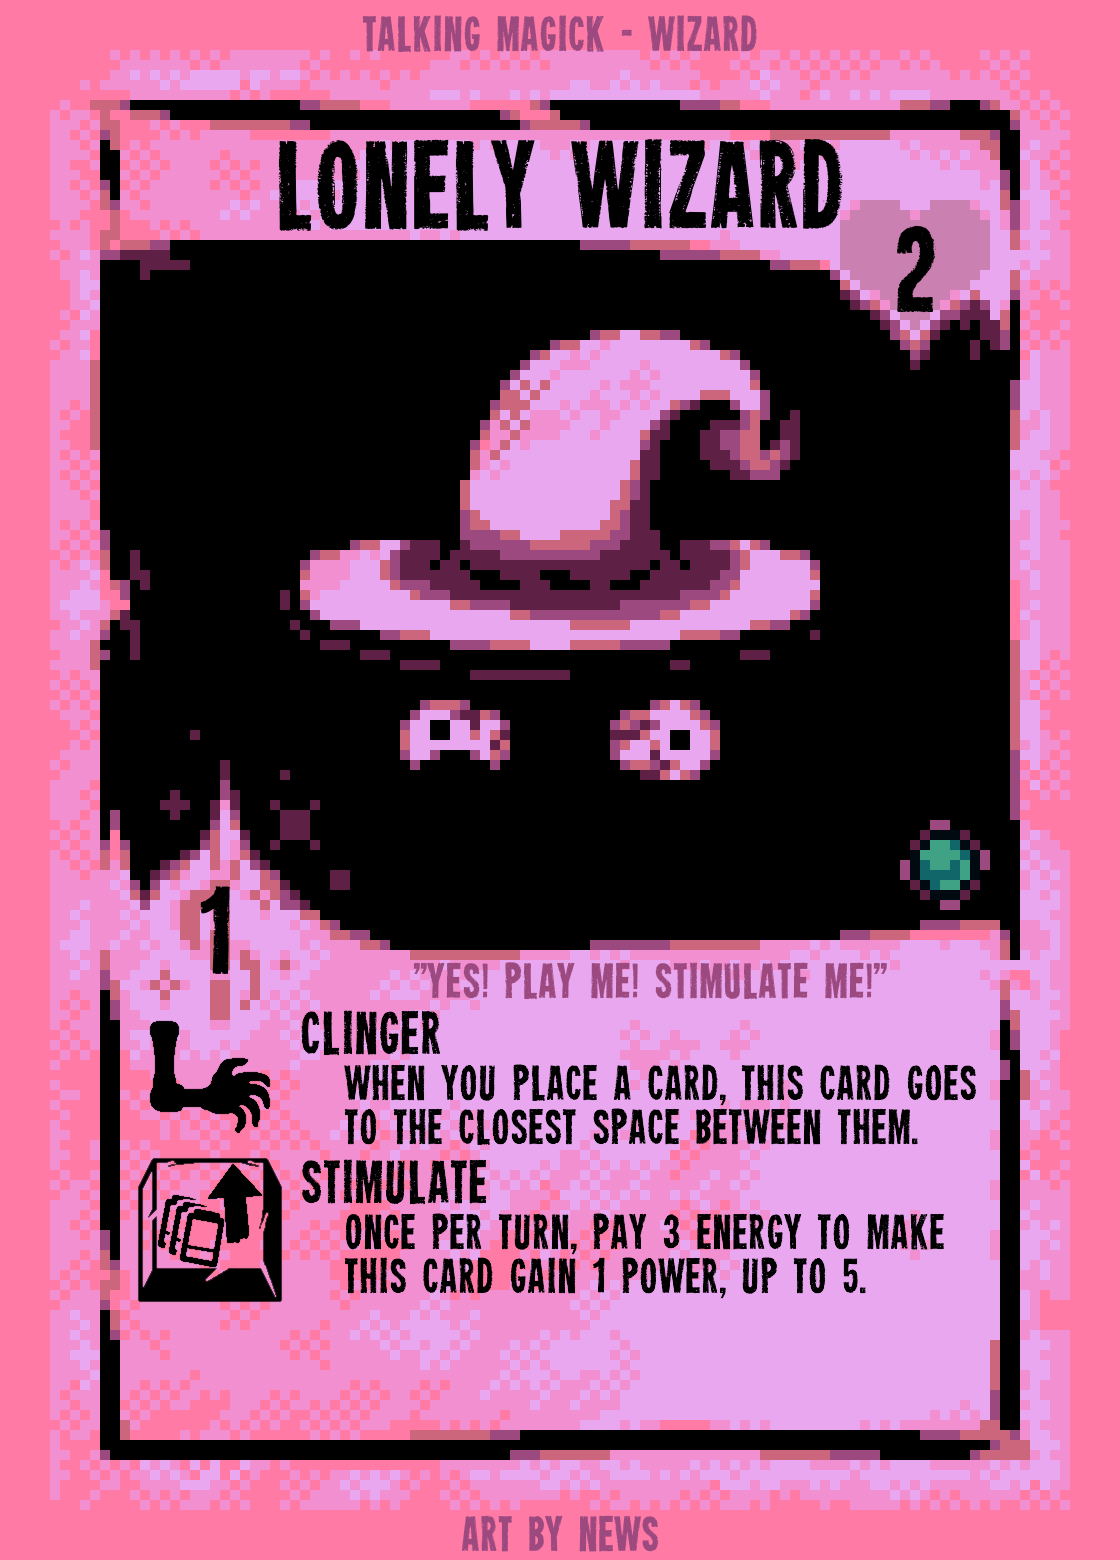 TALKING MAGICK - WIZARD
LONELY WIZARD
2
1
"YES! PLAY ME! STIMULATE ME!"
CLINGER
WHEN YOU PLACE A CARD, THIS CARD GOES
TO THE CLOSEST SPACE BETWEEN THEM.
STIMULATE
ONCE PER TURN, PAY 3 ENERGY TO MAKE
THIS CARD GAIN 1 POWER, UP TO 5.
ART BY NEWS